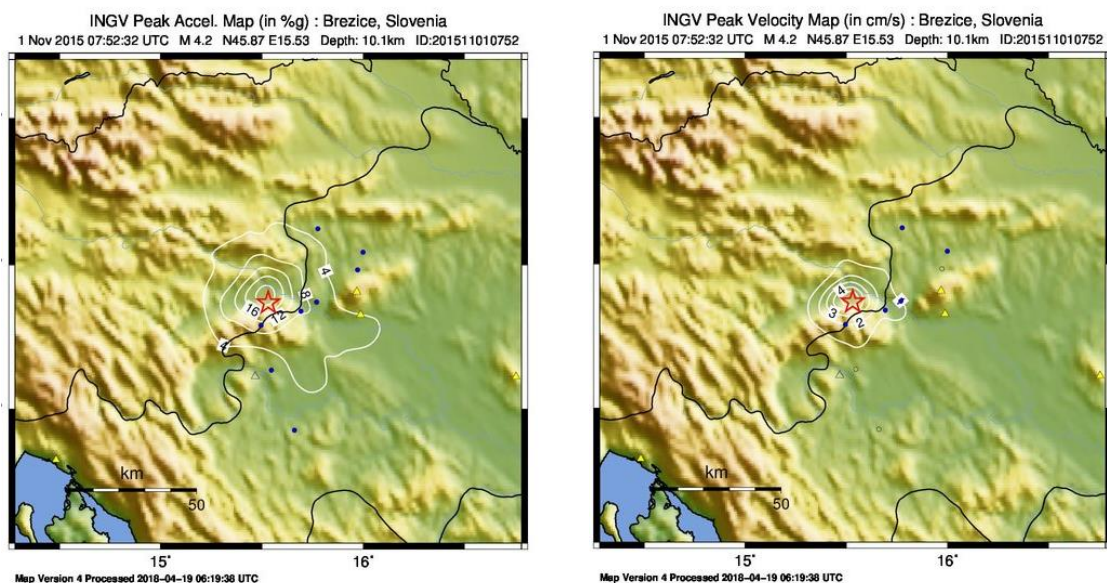 INGV Peak Accel. Map (in %g) : Brezice, Slovenia
1 Nov 2015 07:52:32 UTC M 4.2 N45.87 E15.53 Depth: 10.1km ID:201511010752
4
8
16
12
4
km
50
15°
16°
Map Version 4 Processed 2018-04-19 06:19:38 UTC
INGV Peak Velocity Map (in cm/s) : Brezice, Slovenia
1 Nov 2015 07:52:32 UTC M 4.2 N45.87 E15.53 Depth: 10.1km ID:201511010752
4
3
2
km
50
15°
16°
Map Version 4 Processed 2018-04-19 06:19:38 UTC